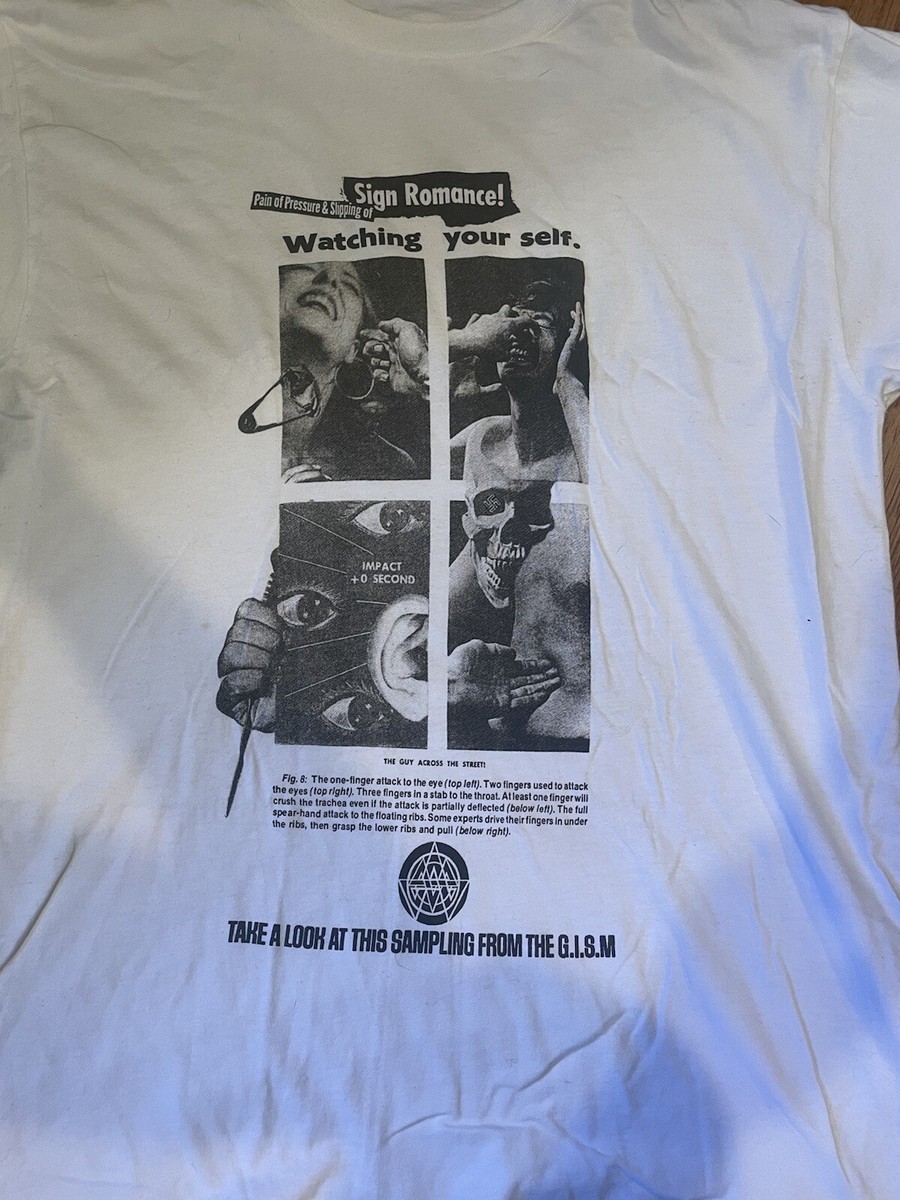 Sign Romance!
Pain of Pressure & Slipping of
Watching your self.
IMPACT
+0 SECOND
THE GUY ACROSS THE STREET!
Fig. 8: The one-finger attack to the eye (top left). Two fingers used to attack
the eyes (top right). Three fingers in a stab to the throat. At least one finger will
crush the trachea even if the attack is partially deflected (below left). The full
spear-hand attack to the floating ribs. Some experts drive their fingers in under
the ribs, then grasp the lower ribs and pull (below right).
TAKE A LOOK AT THIS SAMPLING FROM THE G.I.S.M